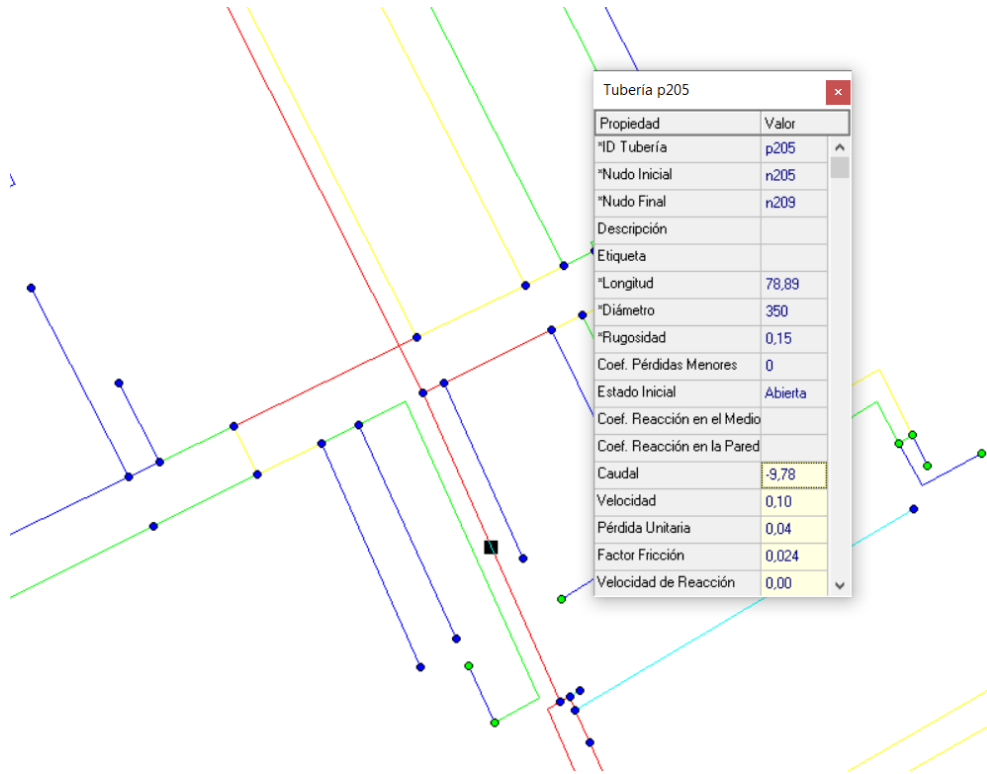 Tubería p205
×
Propiedad Valor
*ID Tubería p205
*Nudo Inicial n205
*Nudo Final n209
Descripción
Etiqueta
*Longitud 78,89
*Diámetro 350
*Rugosidad 0,15
Coef. Pérdidas Menores 0
Estado Inicial Abierta
Coef. Reacción en el Medio
Coef. Reacción en la Pared
Caudal -9,78
Velocidad 0,10
Pérdida Unitaria 0,04
Factor Fricción 0,024
Velocidad de Reacción 0,00